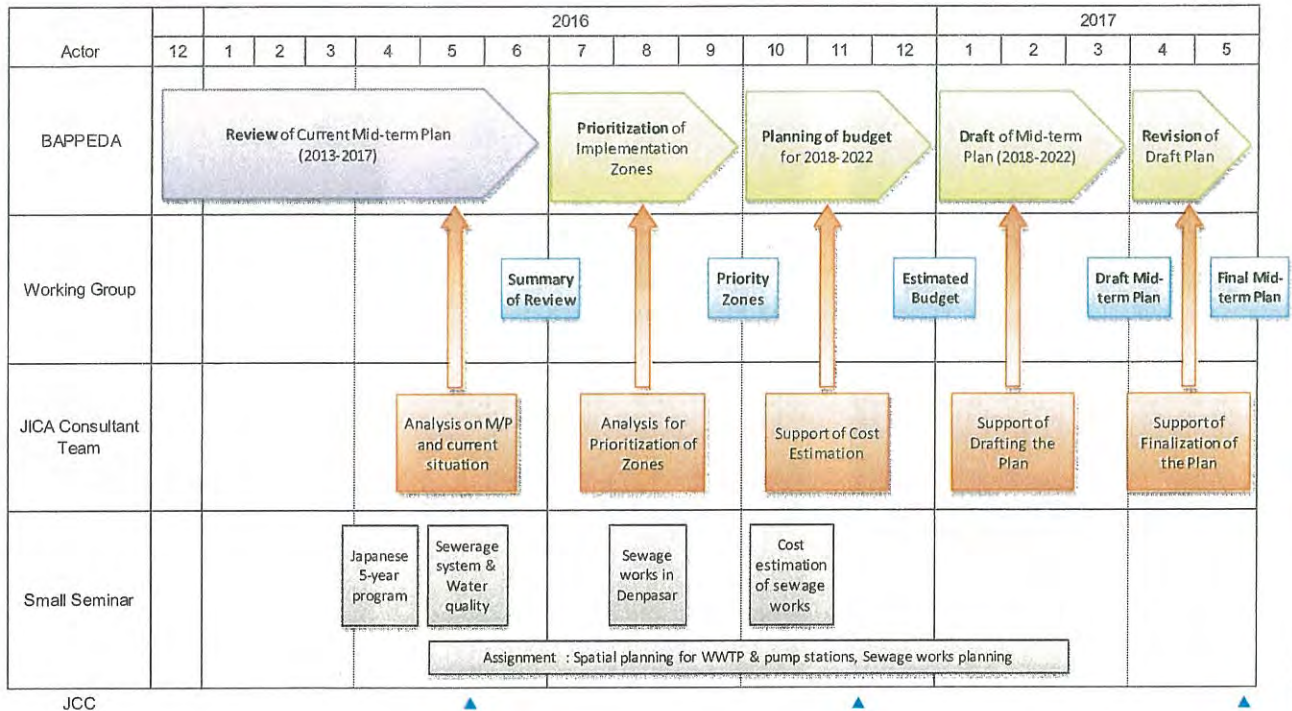 2016
2017
Actor
12
1
2
3
4
5
6
7
8
9
10
11
12
1
2
3
4
5
BAPPEDA
Review of Current Mid-term Plan
(2013-2017)
Prioritization of
Implementation
Zones
Planning of budget
for 2018-2022
Draft of Mid-term
Plan (2018-2022)
Revision of
Draft Plan
Working Group
Summary
of Review
Priority
Zones
Estimated
Budget
Draft Mid-
term Plan
Final Mid-
term Plan
JICA Consultant
Team
Analysis on M/P
and current
situation
Analysis for
Prioritization of
Zones
Support of Cost
Estimation
Support of
Drafting the
Plan
Support of
Finalization of
the Plan
Small Seminar
Japanese
5-year
program
Sewerage
system &
Water
quality
Sewage
works in
Denpasar
Cost
estimation
of sewage
works
Assignment : Spatial planning for WWTP & pump stations, Sewage works planning
JCC